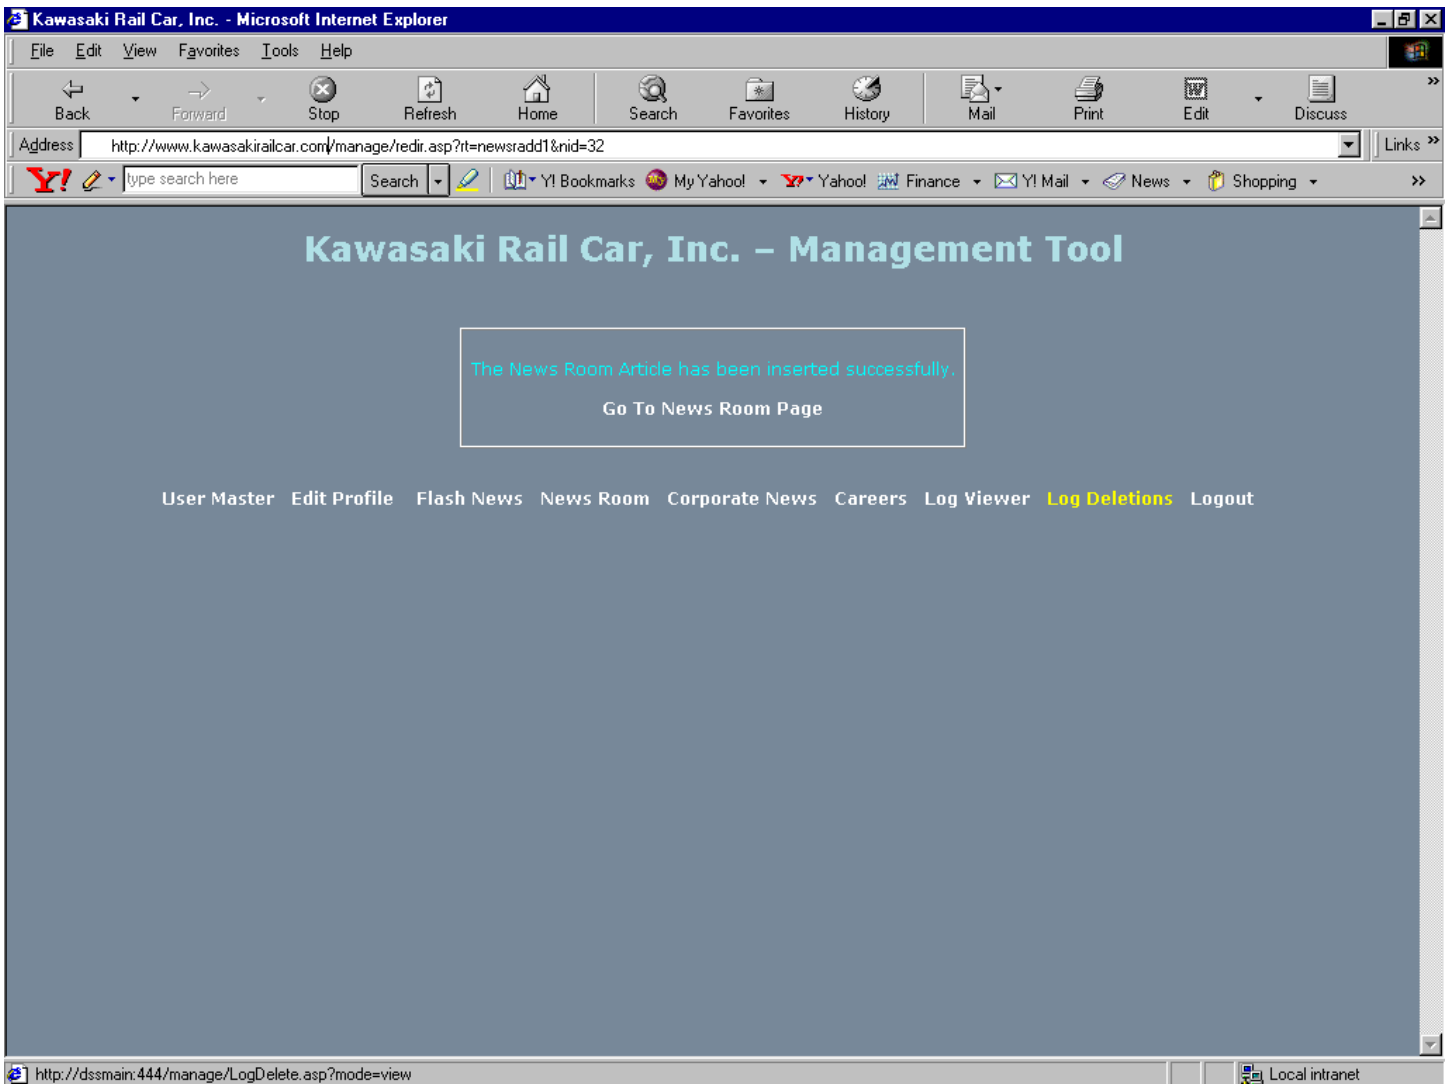 Kawasaki Rail Car, Inc. - Microsoft Internet Explorer
File Edit View Favorites Tools Help
Back Forward Stop Refresh Home Search Favorites History Mail Print Edit Discuss »
Address http://www.kawasakirailcar.com/manage/redir.asp?rt=newsradd1&nid=32 Links »
Y! type search here Search Y! Bookmarks My Yahoo! Yahoo! Finance Y! Mail News Shopping »
Kawasaki Rail Car, Inc. – Management Tool
The News Room Article has been inserted successfully.
Go To News Room Page
User Master Edit Profile Flash News News Room Corporate News Careers Log Viewer Log Deletions Logout
http://dssmain:444/manage/LogDelete.asp?mode=view Local intranet